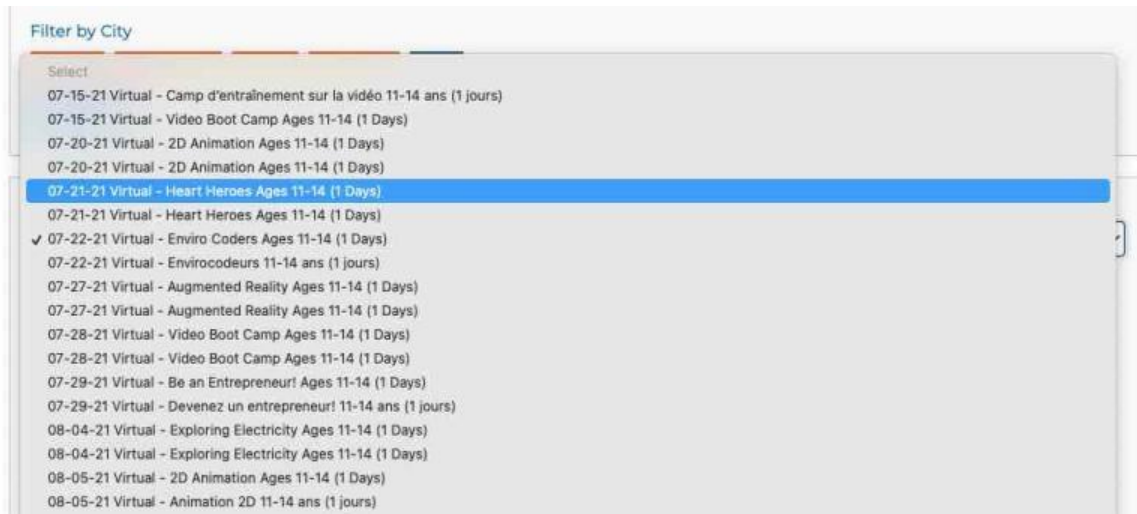 Filter by City
Select
07-15-21 Virtual - Camp d'entraînement sur la vidéo 11-14 ans (1 jours)
07-15-21 Virtual - Video Boot Camp Ages 11-14 (1 Days)
07-20-21 Virtual - 2D Animation Ages 11-14 (1 Days)
07-20-21 Virtual - 2D Animation Ages 11-14 (1 Days)
07-21-21 Virtual - Heart Heroes Ages 11-14 (1 Days)
07-21-21 Virtual - Heart Heroes Ages 11-14 (1 Days)
✓ 07-22-21 Virtual - Enviro Coders Ages 11-14 (1 Days)
07-22-21 Virtual - Envirocodeurs 11-14 ans (1 jours)
07-27-21 Virtual - Augmented Reality Ages 11-14 (1 Days)
07-27-21 Virtual - Augmented Reality Ages 11-14 (1 Days)
07-28-21 Virtual - Video Boot Camp Ages 11-14 (1 Days)
07-28-21 Virtual - Video Boot Camp Ages 11-14 (1 Days)
07-29-21 Virtual - Be an Entrepreneur! Ages 11-14 (1 Days)
07-29-21 Virtual - Devenez un entrepreneur! 11-14 ans (1 jours)
08-04-21 Virtual - Exploring Electricity Ages 11-14 (1 Days)
08-04-21 Virtual - Exploring Electricity Ages 11-14 (1 Days)
08-05-21 Virtual - 2D Animation Ages 11-14 (1 Days)
08-05-21 Virtual - Animation 2D 11-14 ans (1 jours)